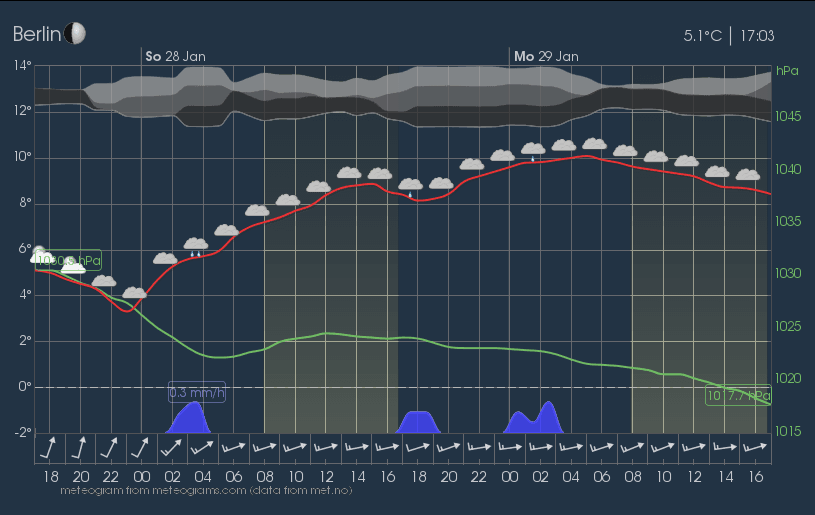 Berlin
5.1°C | 17:03
So 28 Jan
Mo 29 Jan
14°
12°
10°
8°
6°
4°
2°
0°
-2°
hPa
1045
1040
1035
1030
1025
1020
1015
0.3 mm/h
1017.7 hPa
18 20 22 00 02 04 06 08 10 12 14 16 18 20 22 00 02 04 06 08 10 12 14 16
meteogram from meteograms.com (data from met.no)